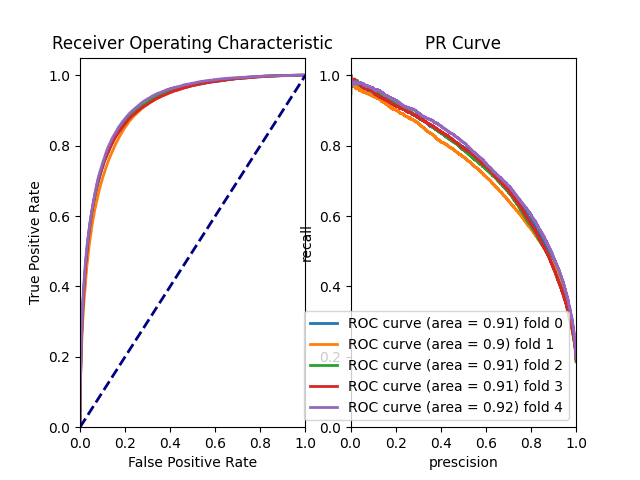 Receiver Operating Characteristic
True Positive Rate
1.0
0.8
0.6
0.4
0.2
0.0
0.0 0.2 0.4 0.6 0.8 1.0
False Positive Rate
PR Curve
recall
1.0
0.8
0.6
0.4
0.2
0.0
0.0 0.2 0.4 0.6 0.8 1.0
prescision
ROC curve (area = 0.91) fold 0
ROC curve (area = 0.9) fold 1
ROC curve (area = 0.91) fold 2
ROC curve (area = 0.91) fold 3
ROC curve (area = 0.92) fold 4